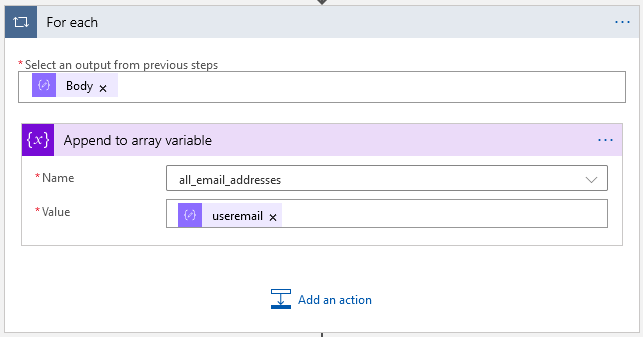 For each
* Select an output from previous steps
Body ×
{x} Append to array variable
* Name all_email_addresses
* Value useremail ×
Add an action